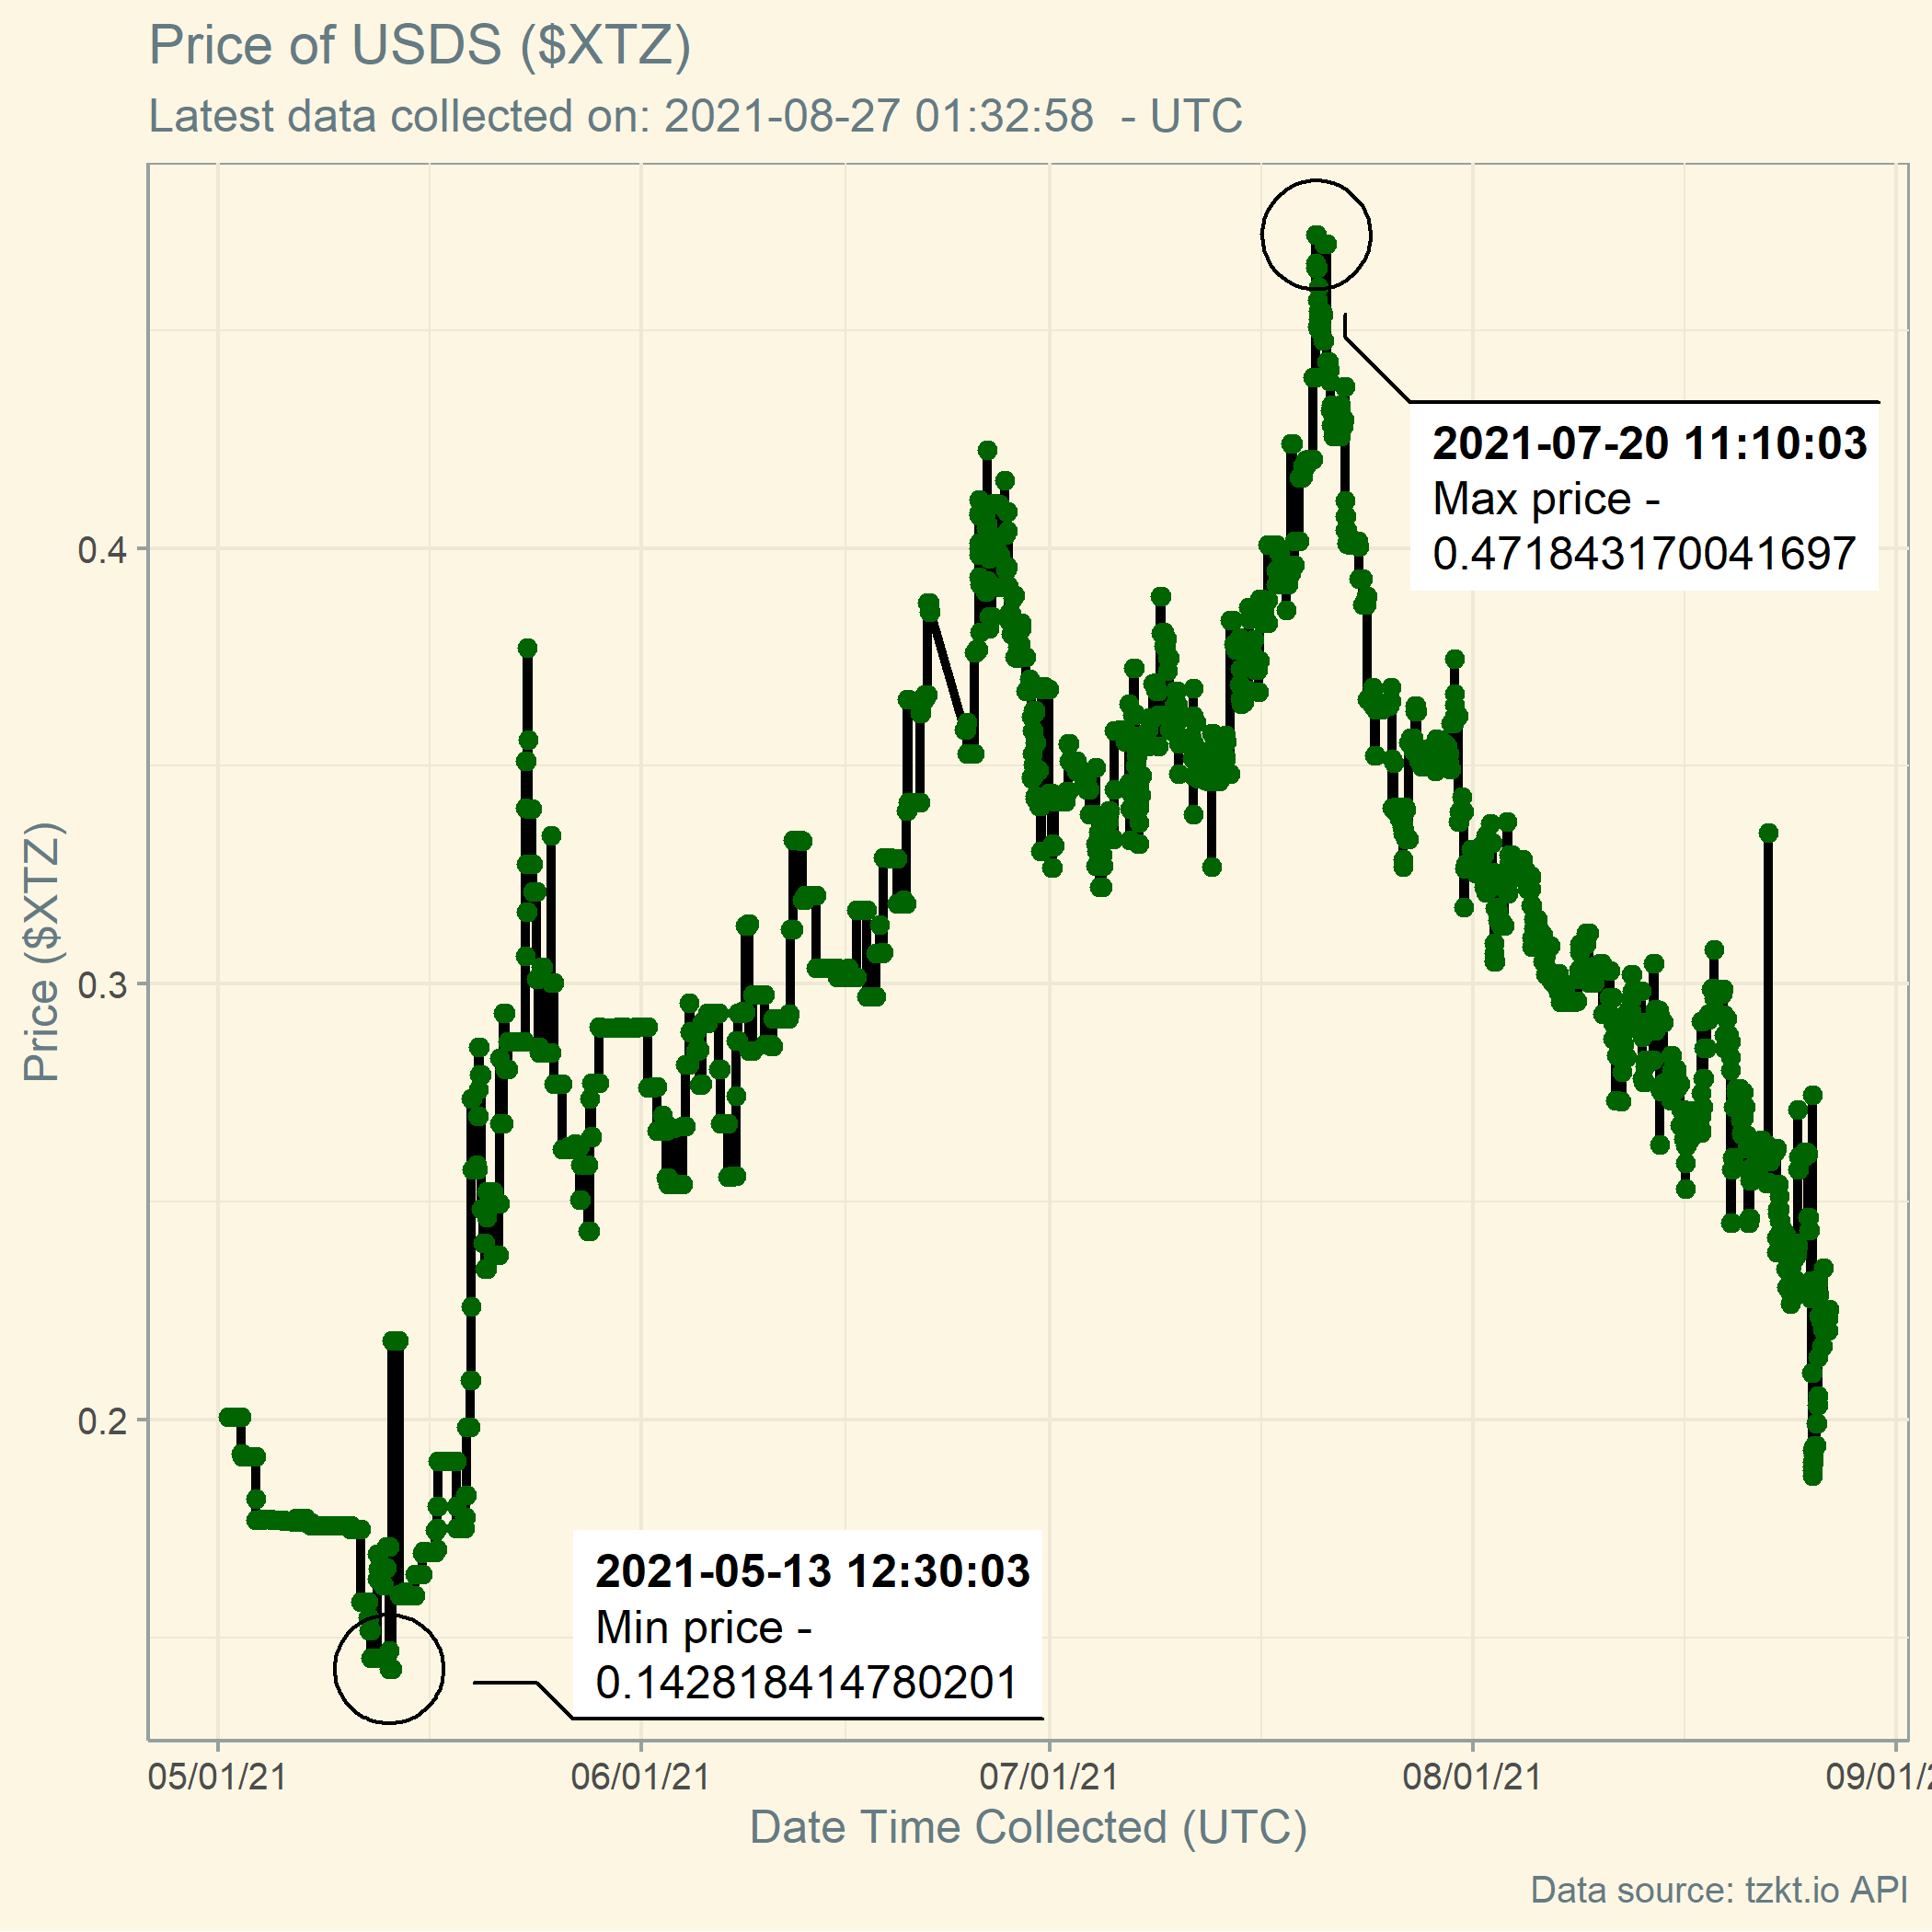 Price of USDS ($XTZ)
Latest data collected on: 2021-08-27 01:32:58 - UTC
Price ($XTZ)
0.4
0.3
0.2
2021-07-20 11:10:03
Max price -
0.471843170041697
2021-05-13 12:30:03
Min price -
0.142818414780201
05/01/21
06/01/21
07/01/21
08/01/21
09/01/2
Date Time Collected (UTC)
Data source: tzkt.io API